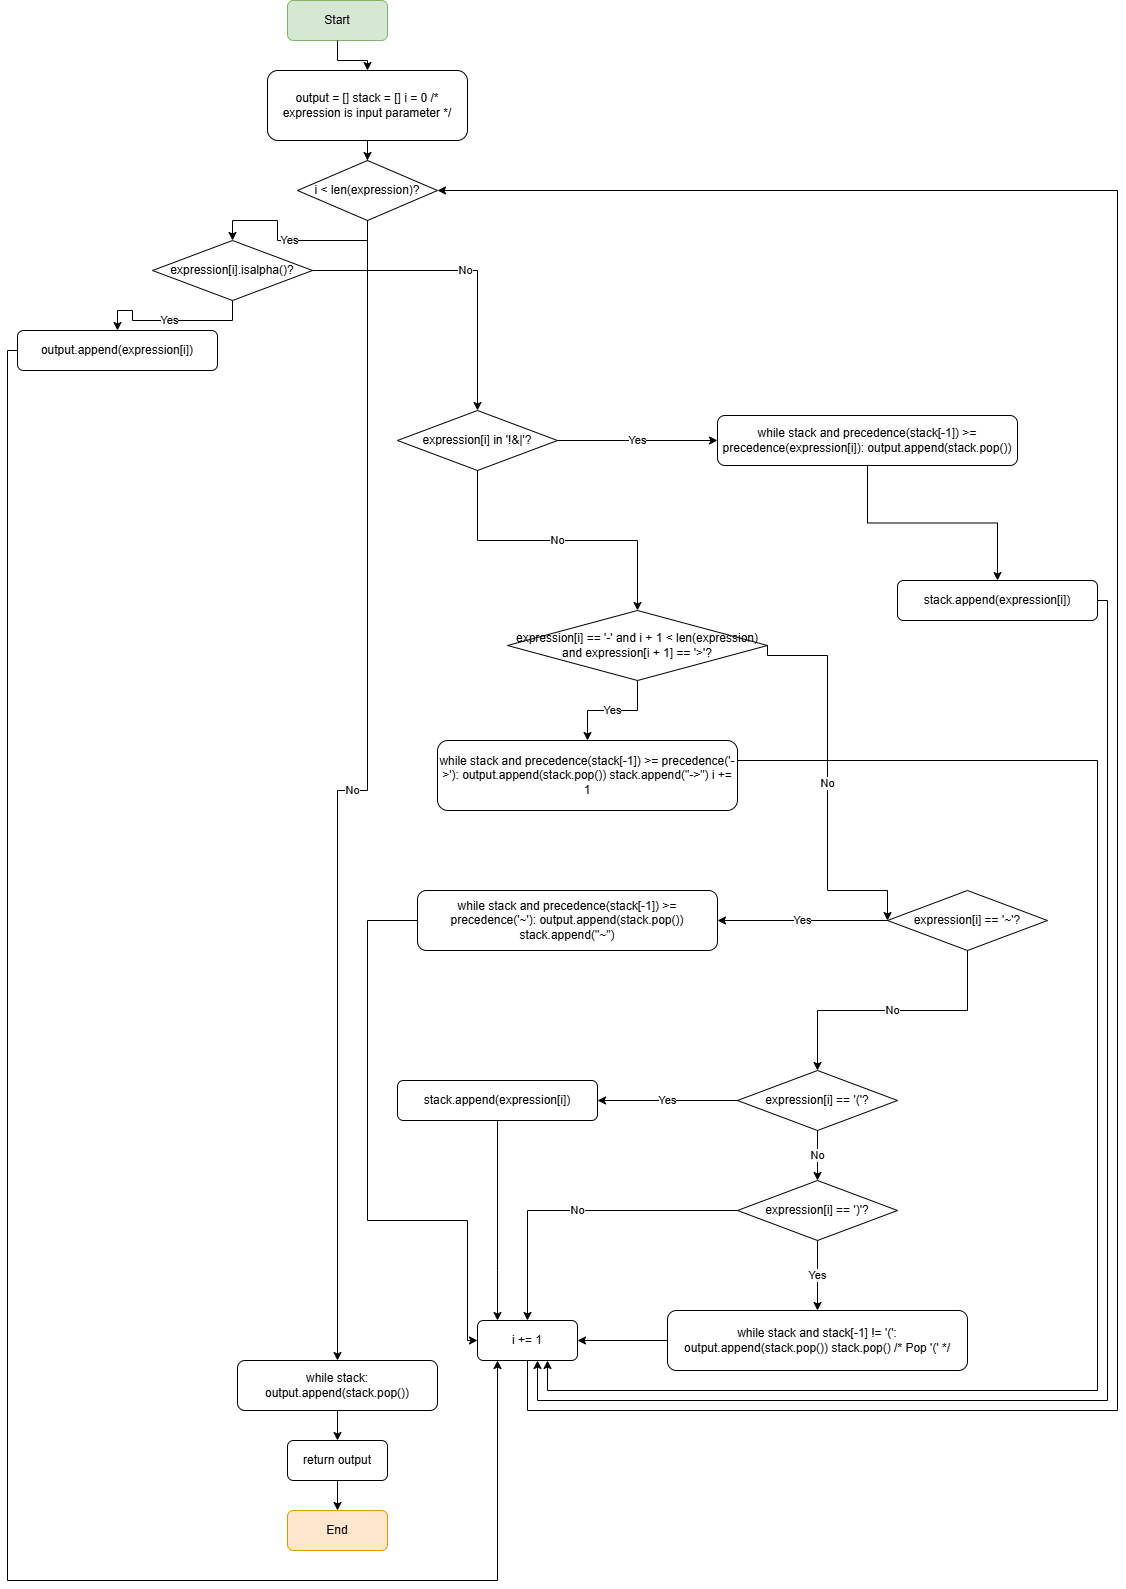 Start
output = [] stack = [] i = 0 /*
expression is input parameter */
i < len(expression)?
Yes
expression[i].isalpha()?
No
Yes
output.append(expression[i])
expression[i] in '!&|'?
Yes
while stack and precedence(stack[-1]) >=
precedence(expression[i]): output.append(stack.pop())
No
stack.append(expression[i])
expression[i] == '-' and i + 1 < len(expression)
and expression[i + 1] == '>'?
Yes
while stack and precedence(stack[-1]) >= precedence('-
>'): output.append(stack.pop()) stack.append("->") i +=
1
No
No
while stack and precedence(stack[-1]) >=
precedence('~'): output.append(stack.pop())
stack.append("~")
Yes
expression[i] == '~'?
No
stack.append(expression[i])
Yes
expression[i] == '('?
No
No
expression[i] == ')'?
Yes
i += 1
while stack and stack[-1] != '(':
output.append(stack.pop()) stack.pop() /* Pop '(' */
while stack:
output.append(stack.pop())
return output
End